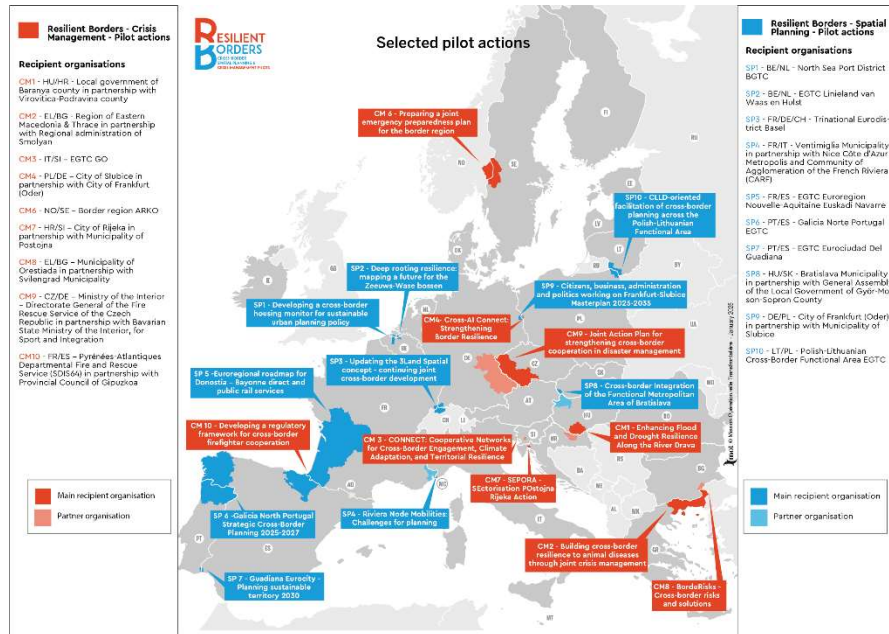 Resilient Borders - Crisis
Management - Pilot actions
Recipient organisations
CM1 - HU/HR - Local government of
Baranya county in partnership with
Virovitica-Podravina county
CM2 - EL/BG - Region of Eastern
Macedonia & Thrace in partnership
with Regional administration of
Smolyan
CM3 - IT/SI - EGTC GO
CM4 - PL/DE – City of Słubice in
partnership with City of Frankfurt
(Oder)
CM6 - NO/SE – Border region ARKO
CM7 - HR/SI – City of Rijeka in
partnership with Municipality of
Postojna
CM8 - EL/BG – Municipality of
Orestiada in partnership with
Svilengrad Municipality
CM9 - CZ/DE – Ministry of the Interior
– Directorate General of the Fire
Rescue Service of the Czech
Republic in partnership with Bavarian
State Ministry of the Interior, for
Sport and Integration
CM10 - FR/ES – Pyrénées-Atlantiques
Departmental Fire and Rescue
Service (SDIS64) in partnership with
Provincial Council of Gipuzkoa
Main recipient organisation
Partner organisation
RESILIENT
BORDERS
CROSS-BORDER
SPATIAL PLANNING &
CRISIS MANAGEMENT PILOTS
Selected pilot actions
CM 6 - Preparing a joint
emergency preparedness plan for
the border region
SP10 - CLLD-oriented
facilitation of cross-border
planning across the
Polish-Lithuanian
Functional Area
SP2 - Deep rooting resilience:
mapping a future for the
Zeeuws-Wase bossen
SP9 - Citizens, business, administration
and politics working on Frankfurt-Slubice
Masterplan 2025-2035
SP1 - Developing a cross-border
housing monitor for sustainable
urban planning policy
CM4- Cross-AI Connect:
Strengthening
Border Resilience
CM9 - Joint Action Plan for
strengthening cross-border
cooperation in disaster management
SP3 - Updating the 3Land Spatial
concept - continuing joint
cross-border development
SP 5 -Euroregional roadmap for
Donostia – Bayonne direct and
public rail services
SP8 - Cross-border Integration
of the Functional Metropolitan
Area of Bratislava
CM 10 - Developing a regulatory
framework for cross-border
firefighter cooperation
CM 3 - CONNECT: Cooperative Networks
for Cross-Border Engagement, Climate
Adaptation, and Territorial Resilience
CM1 - Enhancing Flood
and Drought Resilience
Along the River Drava
CM7 - SEPORA -
SEctorisation POstojna
Rijeka Action
SP 6 -Galicia North Portugal
Strategic Cross-Border
Planning 2025-2027
SP4 - Riviera Node Mobilities:
Challenges for planning
CM2 - Building cross-border
resilience to animal diseases
through joint crisis management
SP 7 - Guadiana Eurocity -
Planning sustainable
territory 2030
CM8 - BordeRisks -
Cross-border risks
and solutions
Resilient Borders - Spatial
Planning - Pilot actions
Recipient organisations
SP1 - BE/NL - North Sea Port District
BGTC
SP2 - BE/NL - EGTC Linieland van
Waas en Hulst
SP3 - FR/DE/CH - Trinational Eurodis-
trict Basel
SP4 - FR/IT - Ventimiglia Municipality
in partnership with Nice Côte d'Azur
Metropolis and Community of
Agglomeration of the French Riviera
(CARF)
SP5 - FR/ES - EGTC Euroregion
Nouvelle-Aquitaine Euskadi Navarre
SP6 - PT/ES - Galicia Norte Portugal
EGTC
SP7 - PT/ES - EGTC Eurociudad Del
Guadiana
SP8 - HU/SK - Bratislava Municipality
in partnership with General Assembly
of the Local Government of Győr-Mo-
son-Sopron County
SP9 - DE/PL - City of Frankfurt (Oder)
in partnership with Municipality of
Slubice
SP10 - LT/PL - Polish-Lithuanian
Cross-Border Functional Area EGTC
Main recipient organisation
Partner organisation